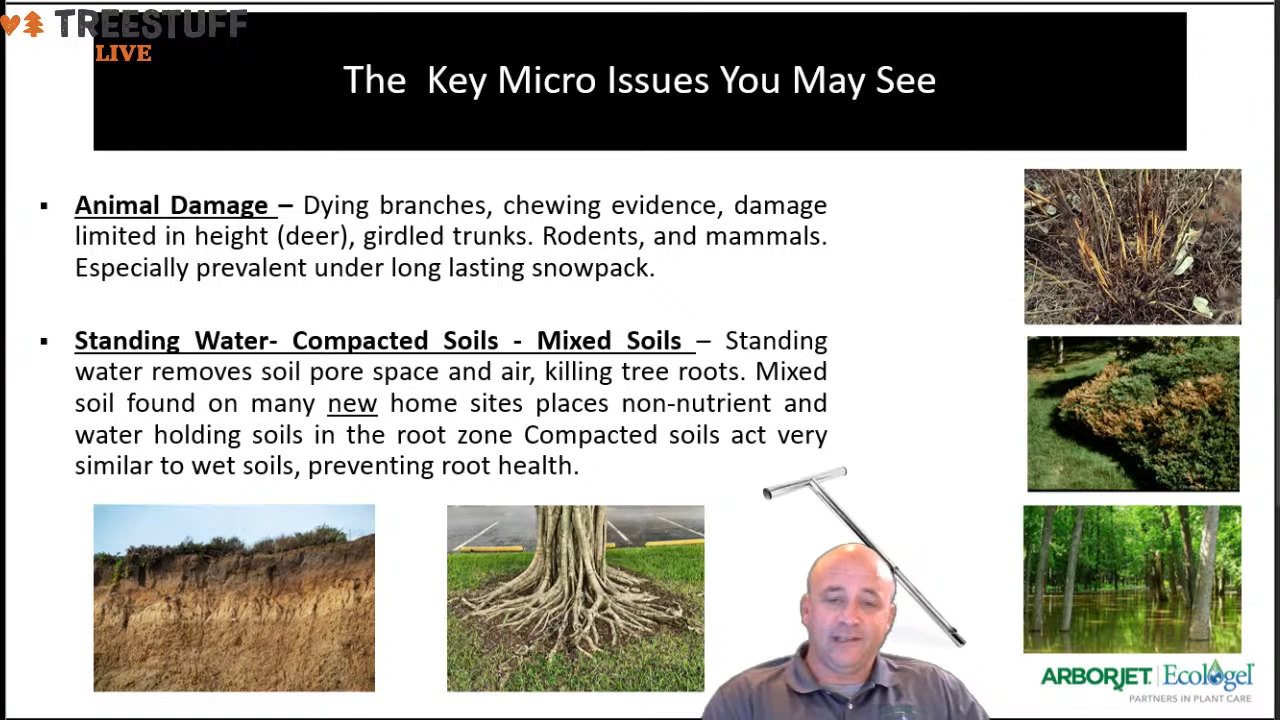 TREESTUFF
LIVE
The Key Micro Issues You May See
▪ Animal Damage – Dying branches, chewing evidence, damage
limited in height (deer), girdled trunks. Rodents, and mammals.
Especially prevalent under long lasting snowpack.
▪ Standing Water- Compacted Soils - Mixed Soils – Standing
water removes soil pore space and air, killing tree roots. Mixed
soil found on many new home sites places non-nutrient and
water holding soils in the root zone Compacted soils act very
similar to wet soils, preventing root health.
ARBORJET | Ecologel
PARTNERS IN PLANT CARE